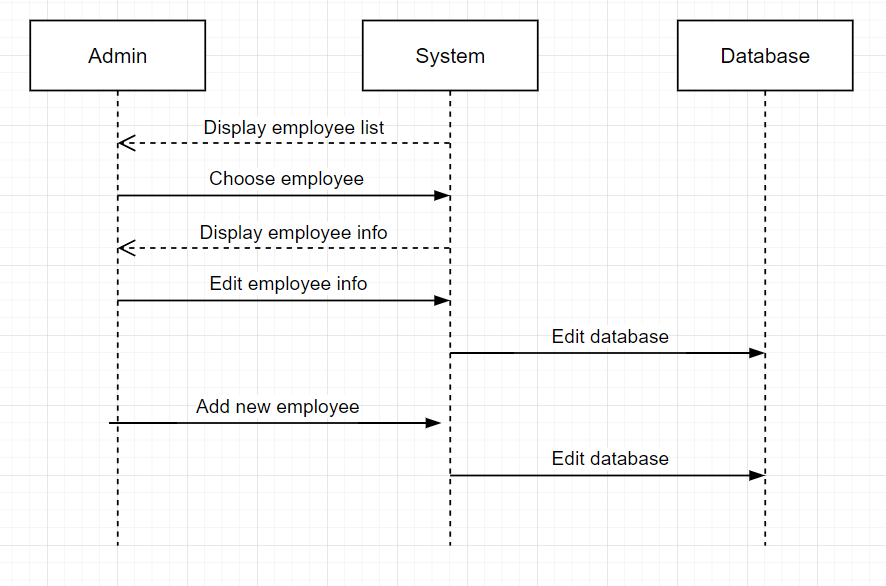 Admin
System
Database
Display employee list
Choose employee
Display employee info
Edit employee info
Edit database
Add new employee
Edit database